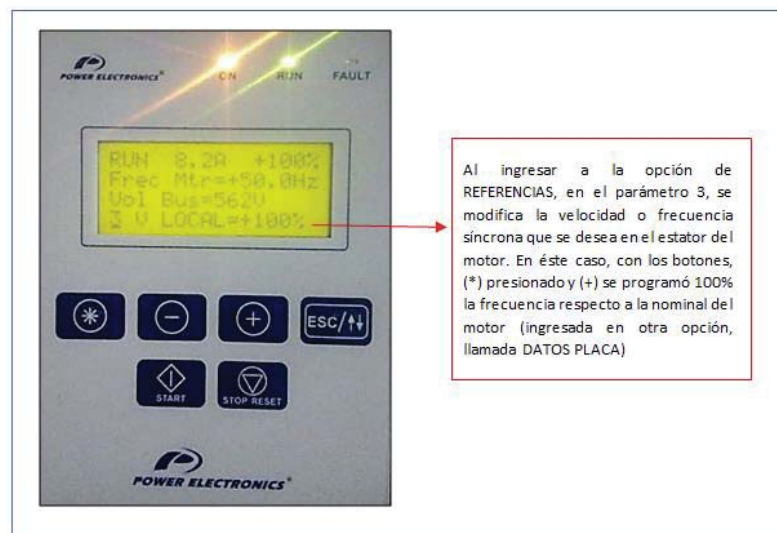 POWER ELECTRONICS®
ON RUN FAULT
RUN 8.2A +100%
Frec Mtr=+50.0Hz
Vol Bus=562V
3 V LOCAL=+100%
ESC/
START
STOP RESET
POWER ELECTRONICS®
Al ingresar a la opción de
REFERENCIAS, en el parámetro 3, se
modifica la velocidad o frecuencia
síncrona que se desea en el estator del
motor. En éste caso, con los botones,
(*) presionado y (+) se programó 100%
la frecuencia respecto a la nominal del
motor (ingresada en otra opción,
llamada DATOS PLACA)